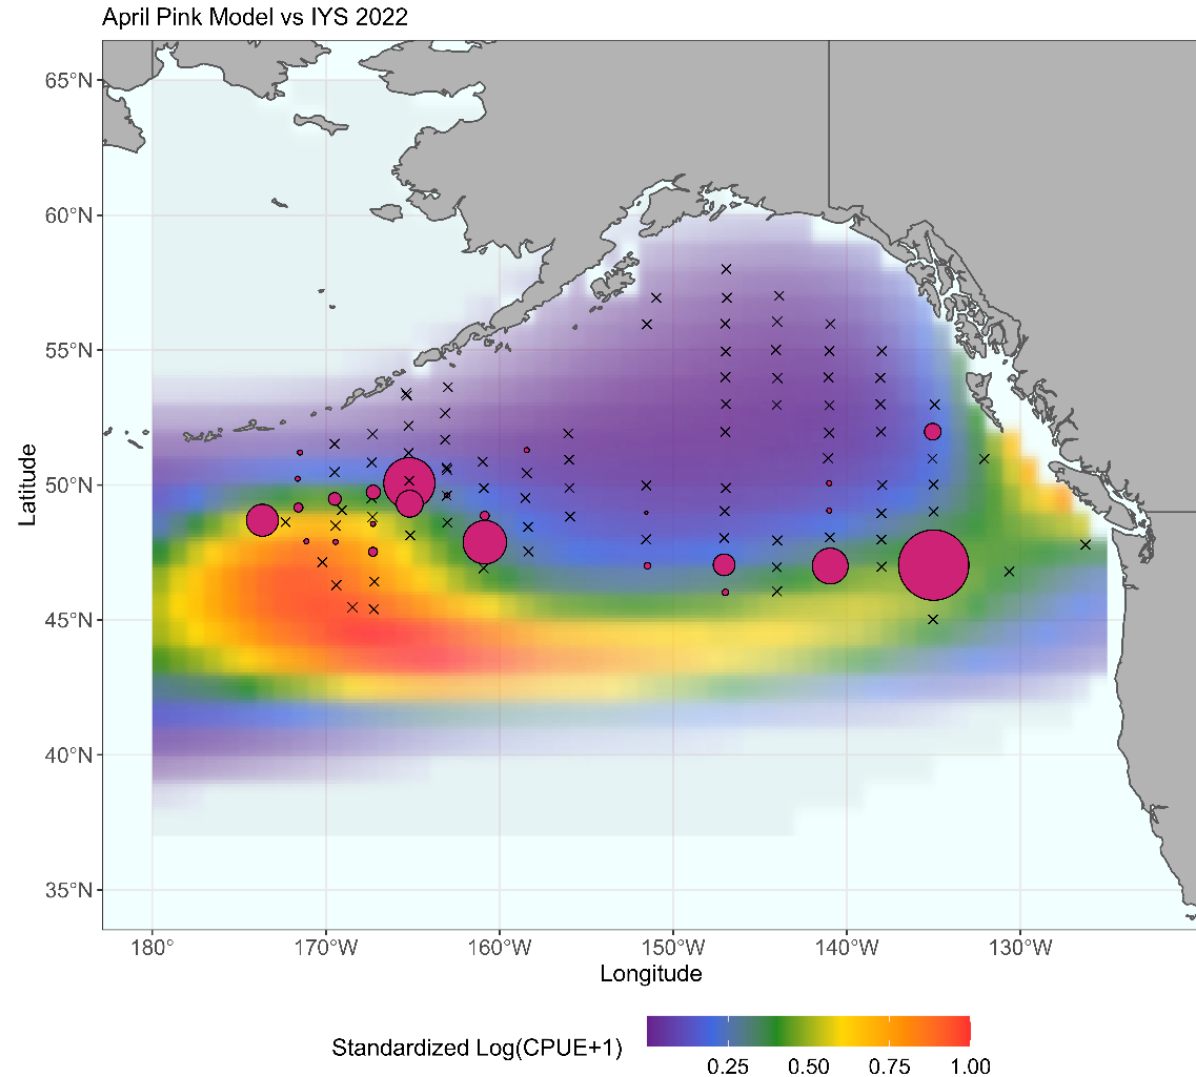 April Pink Model vs IYS 2022
65°N
60°N
55°N
50°N
45°N
40°N
35°N
Latitude
180°
170°W
160°W
150°W
140°W
130°W
Longitude
Standardized Log(CPUE+1)
0.25
0.50
0.75
1.00